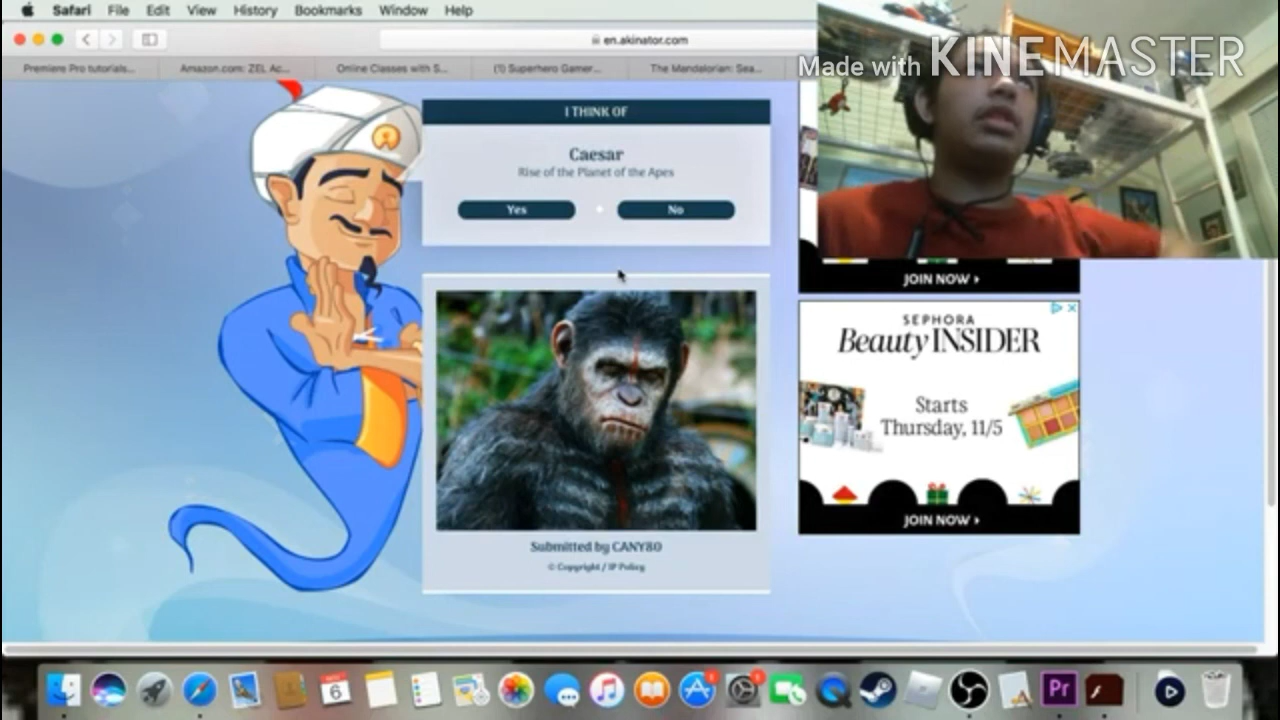 Safari File Edit View History Bookmarks Window Help
en.akinator.com
Made with KINEMASTER
Premiere Pro tutorials... Amazon.com: ZEL Ac... Online Classes with S... (1) Superhero Gamer... The Mandalorian: Sea...
I THINK OF
Caesar
Rise of the Planet of the Apes
Yes No
JOIN NOW
SEPHORA
Beauty INSIDER
Starts
Thursday, 11/5
JOIN NOW
Submitted by CANY80
© Copyright / IP Policy
NOV
6
Pr